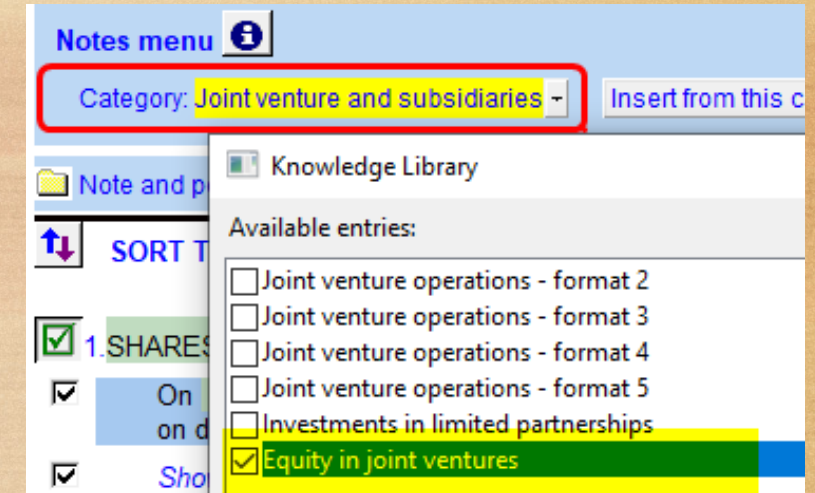 Notes menu
Category: Joint venture and subsidiaries
Insert from this c
Note and p
Knowledge Library
Available entries:
SORT T
Joint venture operations - format 2
Joint venture operations - format 3
Joint venture operations - format 4
Joint venture operations - format 5
Investments in limited partnerships
Equity in joint ventures
1. SHARES
On
on d
Sho